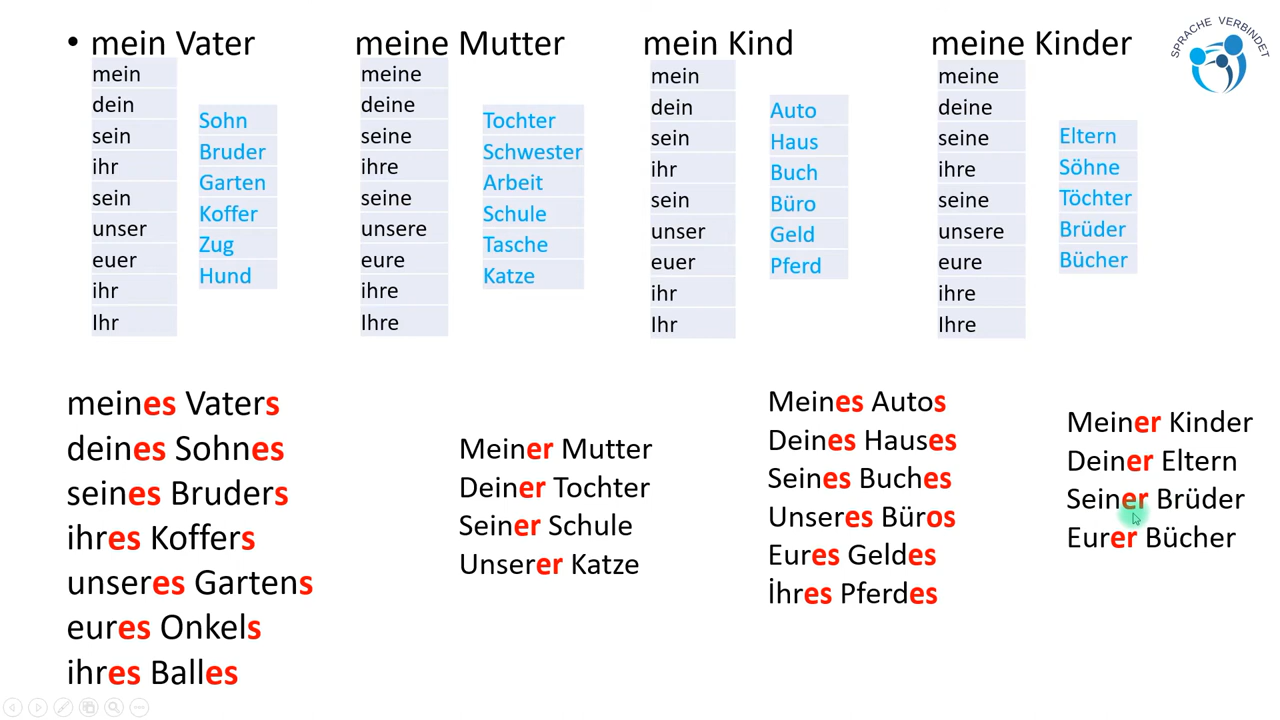 • mein Vater
mein
dein
sein
ihr
sein
unser
euer
ihr
Ihr
Sohn
Bruder
Garten
Koffer
Zug
Hund
meine Mutter
meine
deine
seine
ihre
seine
unsere
eure
ihre
Ihre
Tochter
Schwester
Arbeit
Schule
Tasche
Katze
mein Kind
mein
dein
sein
ihr
sein
unser
euer
ihr
Ihr
Auto
Haus
Buch
Büro
Geld
Pferd
meine Kinder
meine
deine
seine
ihre
seine
unsere
eure
ihre
Ihre
Eltern
Söhne
Töchter
Brüder
Bücher
SPRACHE VERBINDET
meines Vaters
deines Sohnes
seines Bruders
ihres Koffers
unseres Gartens
eures Onkels
ihres Balles
Meiner Mutter
Deiner Tochter
Seiner Schule
Unserer Katze
Meines Autos
Deines Hauses
Seines Buches
Unseres Büros
Eures Geldes
İhres Pferdes
Meiner Kinder
Deiner Eltern
Seiner Brüder
Eurer Bücher